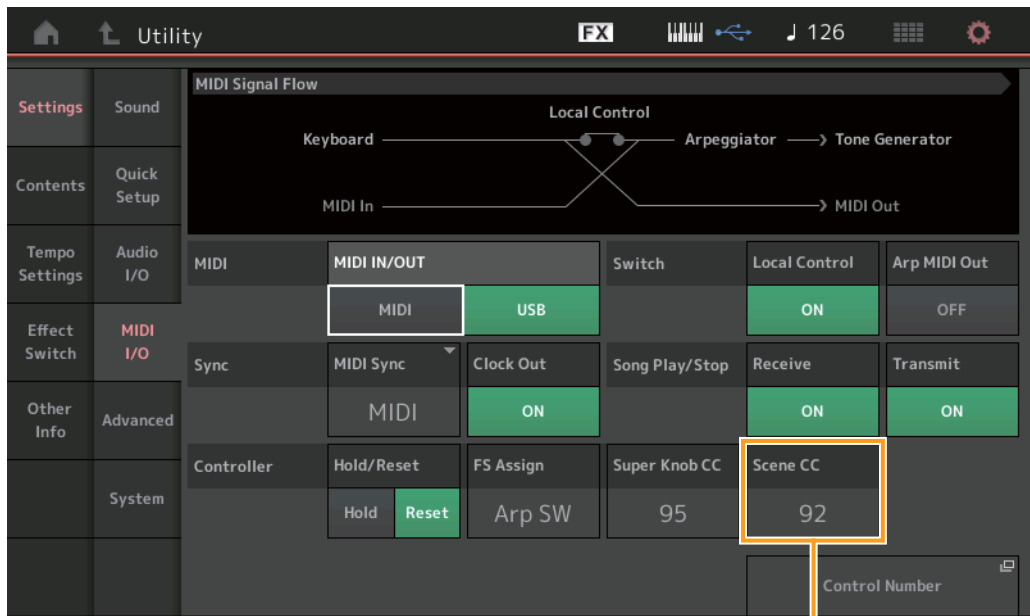 Utility
FX
♩ 126
Settings
Sound
MIDI Signal Flow
Local Control
Keyboard
Arpeggiator
Tone Generator
MIDI In
MIDI Out
Contents
Quick
Setup
Tempo
Settings
Audio
I/O
MIDI
MIDI IN/OUT
Switch
Local Control
Arp MIDI Out
MIDI
USB
ON
OFF
Effect
Switch
MIDI
I/O
Sync
MIDI Sync
Clock Out
Song Play/Stop
Receive
Transmit
MIDI
ON
ON
ON
Other
Info
Advanced
Controller
Hold/Reset
FS Assign
Super Knob CC
Scene CC
System
Hold
Reset
Arp SW
95
92
Control Number